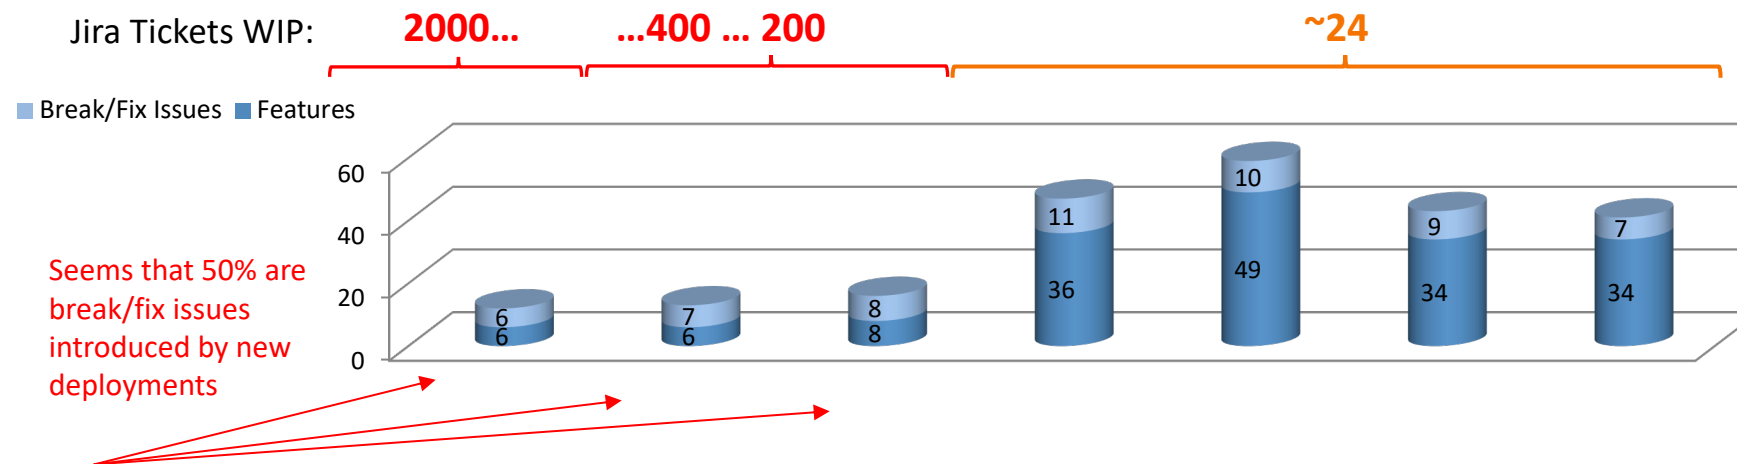 Jira Tickets WIP:
2000...
...400 ... 200
~24
Break/Fix Issues
Features
60
40
20
0
Seems that 50% are
break/fix issues
introduced by new
deployments
6
6
7
6
8
8
11
36
10
49
9
34
7
34